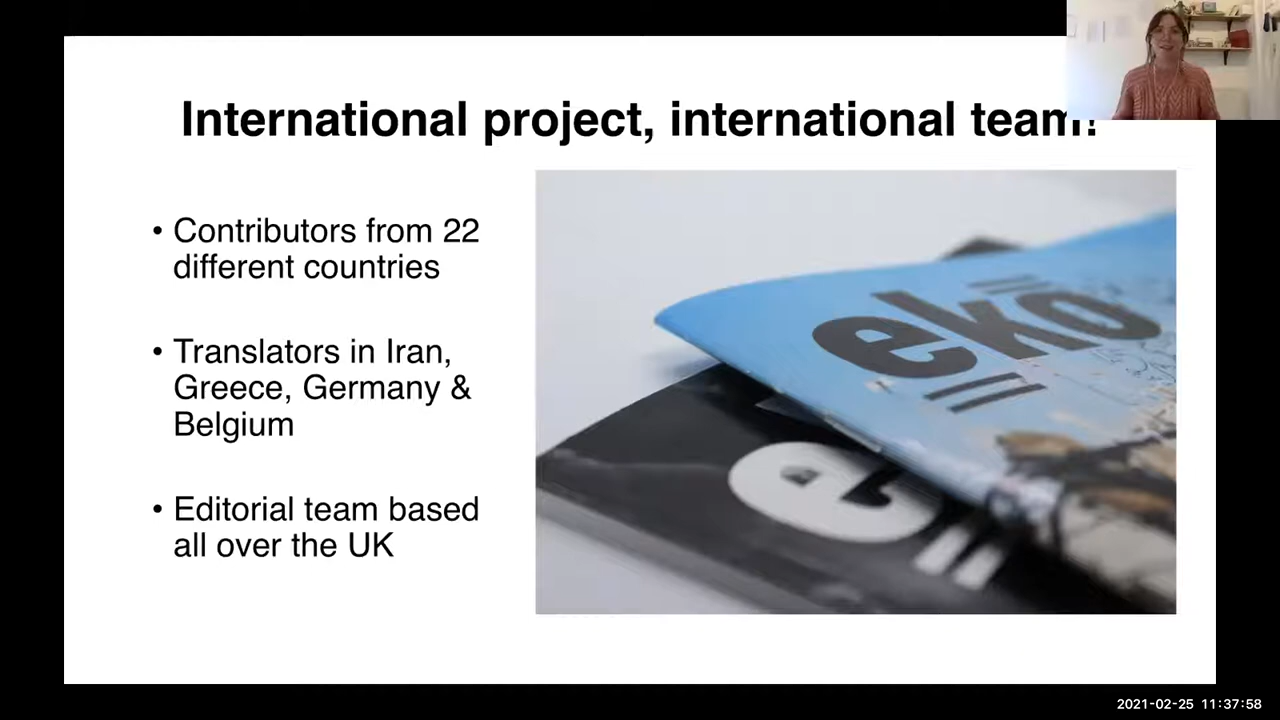 International project, international team!
• Contributors from 22
different countries
• Translators in Iran,
Greece, Germany &
Belgium
• Editorial team based
all over the UK
eko
e
2021-02-25 11:37:58